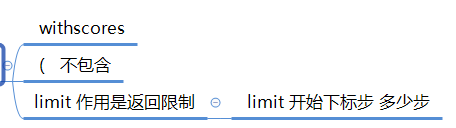 withscores
( 不包含
limit 作用是返回限制
limit 开始下标步 多少步